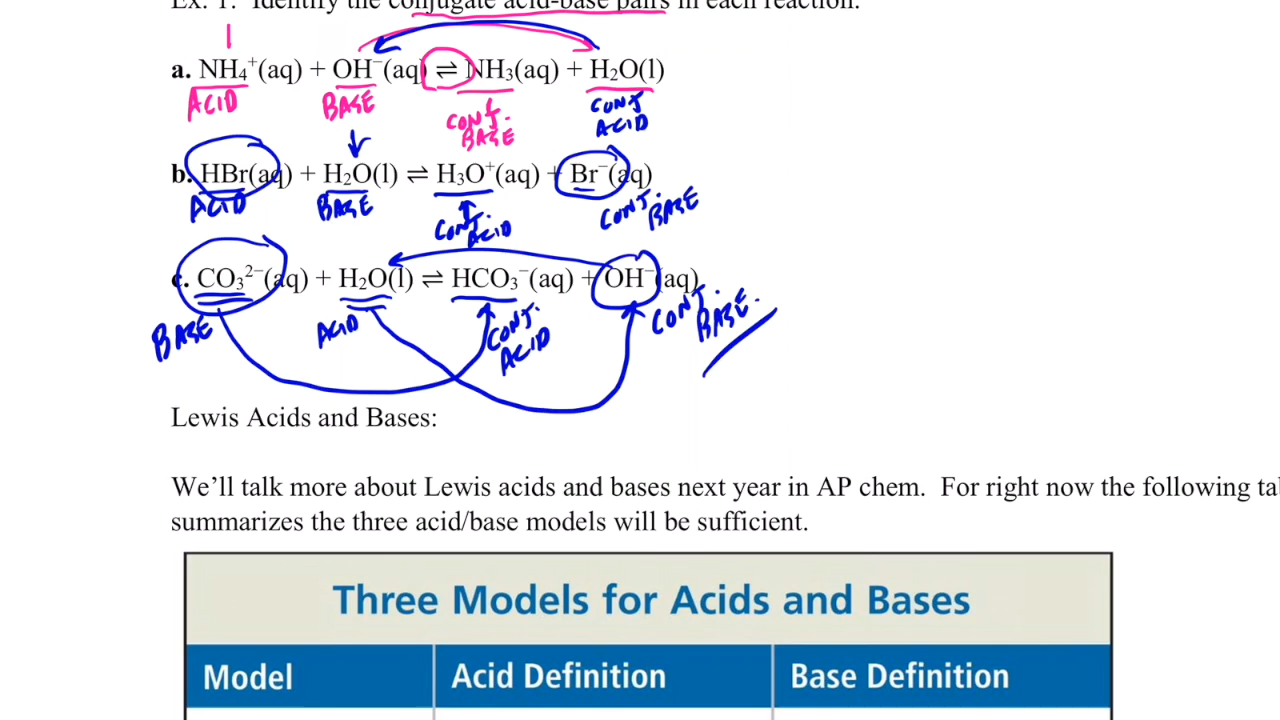 Ex. 1: Identify the conjugate acid-base pairs in each reaction.
a. NH₄⁺(aq) + OH⁻(aq) ⇌ NH₃(aq) + H₂O(l)
ACID BASE CONJ. BASE CONJ ACID
b. HBr(aq) + H₂O(l) ⇌ H₃O⁺(aq) + Br⁻(aq)
ACID BASE CONJ. ACID CONJ. BASE
c. CO₃²⁻(aq) + H₂O(l) ⇌ HCO₃⁻(aq) + OH⁻(aq)
BASE ACID CONJ. ACID CONJ. BASE.
Lewis Acids and Bases:
We'll talk more about Lewis acids and bases next year in AP chem. For right now the following
summarizes the three acid/base models will be sufficient.
Three Models for Acids and Bases
Model Acid Definition Base Definition